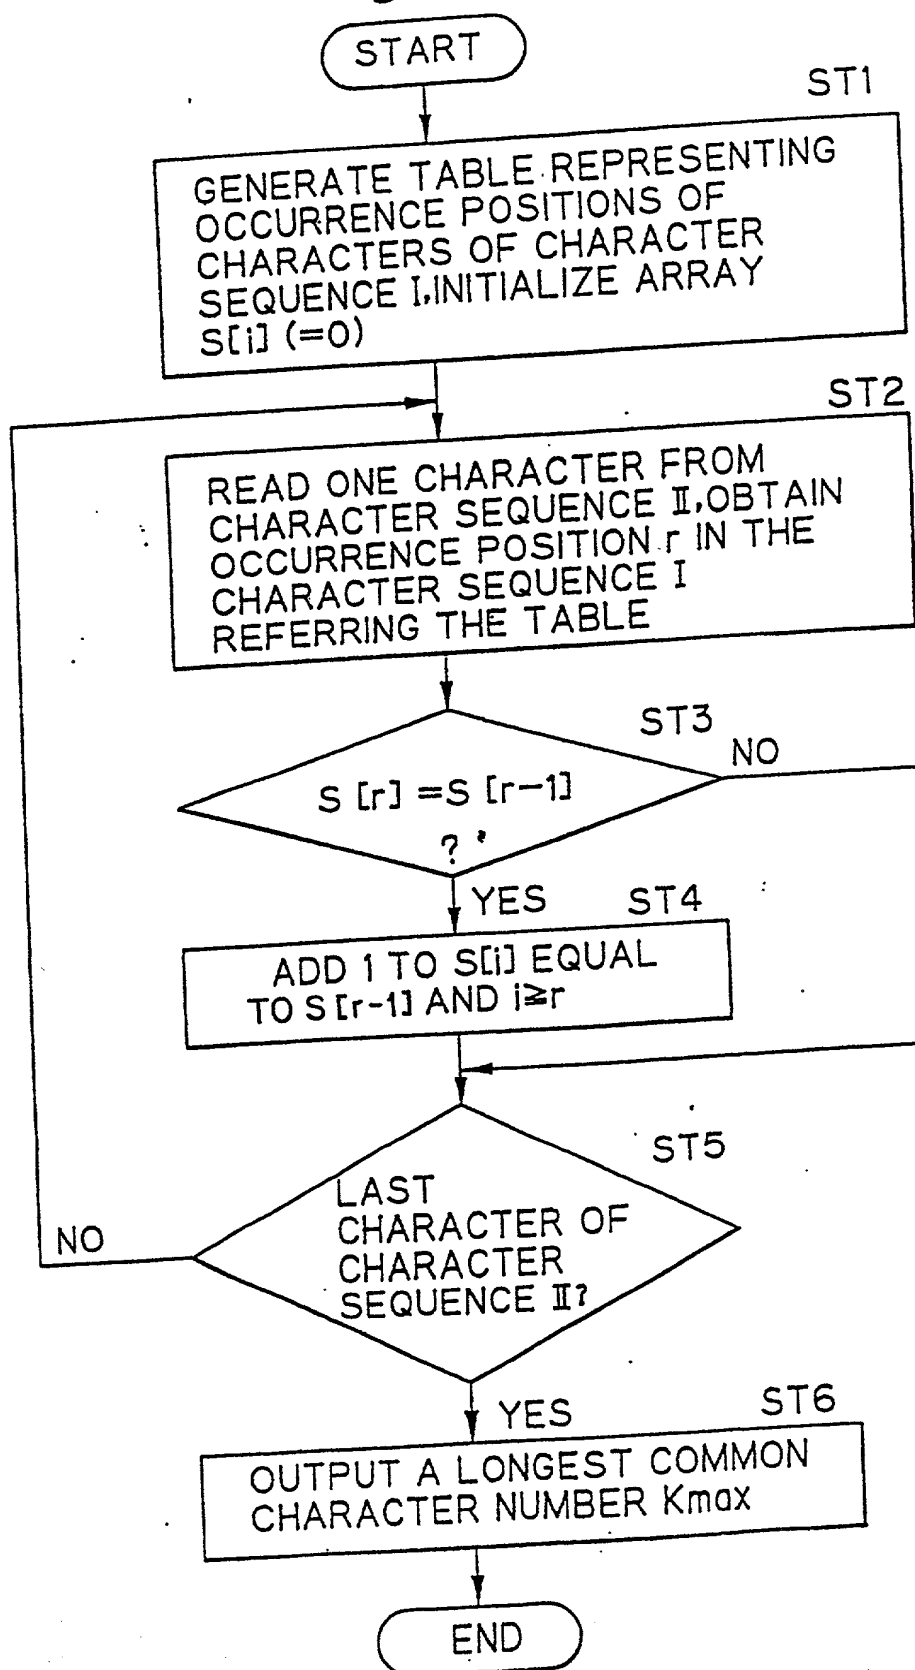 START
ST1
GENERATE TABLE REPRESENTING
OCCURRENCE POSITIONS OF
CHARACTERS OF CHARACTER
SEQUENCE I,INITIALIZE ARRAY
S[i] (=0)
ST2
READ ONE CHARACTER FROM
CHARACTER SEQUENCE II,OBTAIN
OCCURRENCE POSITION r IN THE
CHARACTER SEQUENCE I
REFERRING THE TABLE
ST3
NO
S [r] =S [r-1]
?
YES
ST4
ADD 1 TO S[i] EQUAL
TO S[r-1] AND i≧r
ST5
LAST
CHARACTER OF
CHARACTER
SEQUENCE II?
NO
YES
ST6
OUTPUT A LONGEST COMMON
CHARACTER NUMBER Kmax
END